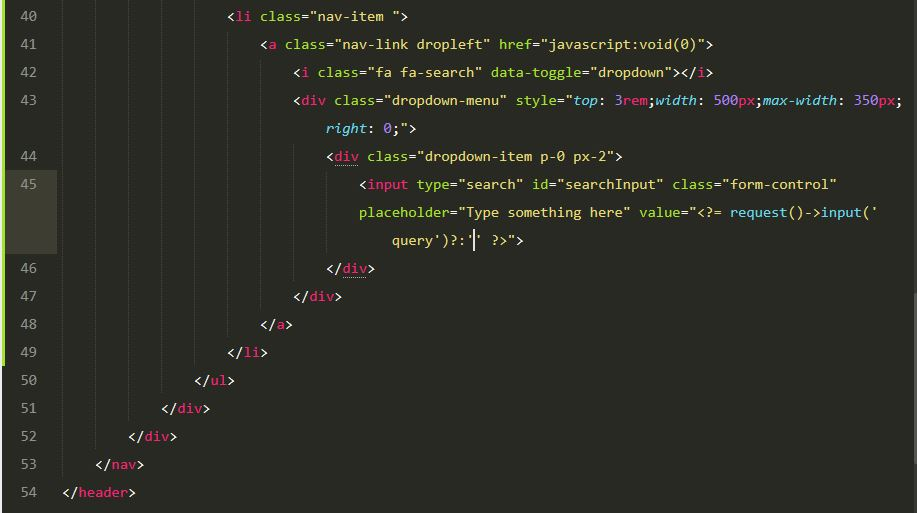 40 <li class="nav-item ">
41 <a class="nav-link dropleft" href="javascript:void(0)">
42 <i class="fa fa-search" data-toggle="dropdown"></i>
43 <div class="dropdown-menu" style="top: 3rem;width: 500px;max-width: 350px;
right: 0;">
44 <div class="dropdown-item p-0 px-2">
45 <input type="search" id="searchInput" class="form-control"
placeholder="Type something here" value="<?= request()->input('
query')?:'' ?>">
46 </div>
47 </div>
48 </a>
49 </li>
50 </ul>
51 </div>
52 </div>
53 </nav>
54 </header>